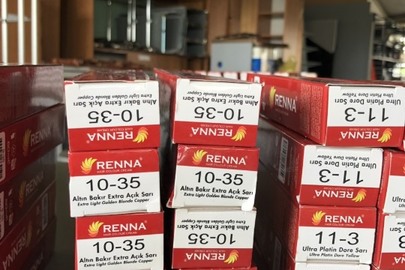 Altın Bakır Extra Açık Sarı
Extra Light Golden Blonde Copper
10-35
RENNA
RENNA
10-35
Altın Bakır Extra Açık Sarı
Extra Light Golden Blonde Copper
RENNA
10-35
Altın Bakır Extra Açık Sarı
Extra Light Golden Blonde Copper
Altın Bakır Extra Açık Sarı
Extra Light Golden Blonde Copper
10-35
RENNA
RENNA
10-35
Altın Bakır Extra Açık Sarı
Altın Bakır Extra Açık Sarı
10-35
RENNA
RENNA
Ultra Platin Dore Sarı
Ultra Platin Dore Yellow
11-3
Ultra Platin Dore Sarı
11-3
RENNA
RENNA
11-3
Ultra Platin Dore Sarı
Ultra Platin Dore Yellow